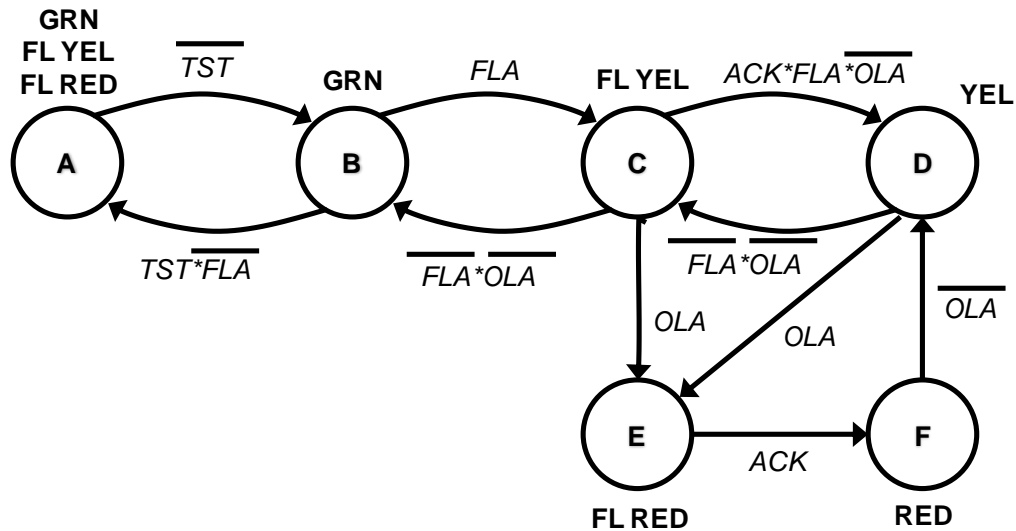 GRN
FL YEL
FL RED
TST
GRN
FLA
FL YEL
ACK*FLA*OLA
YEL
A
B
C
D
TST*FLA
FLA*OLA
FLA*OLA
OLA
OLA
OLA
E
F
ACK
FL RED
RED